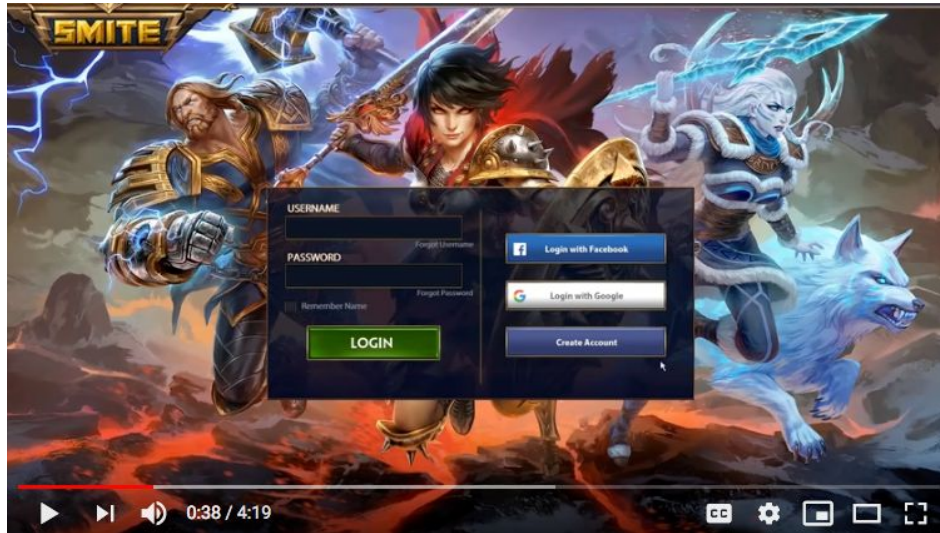 SMITE
USERNAME
Forgot Username
PASSWORD
Forgot Password
Remember Name
LOGIN
Login with Facebook
Login with Google
Create Account
0:38 / 4:19
CC